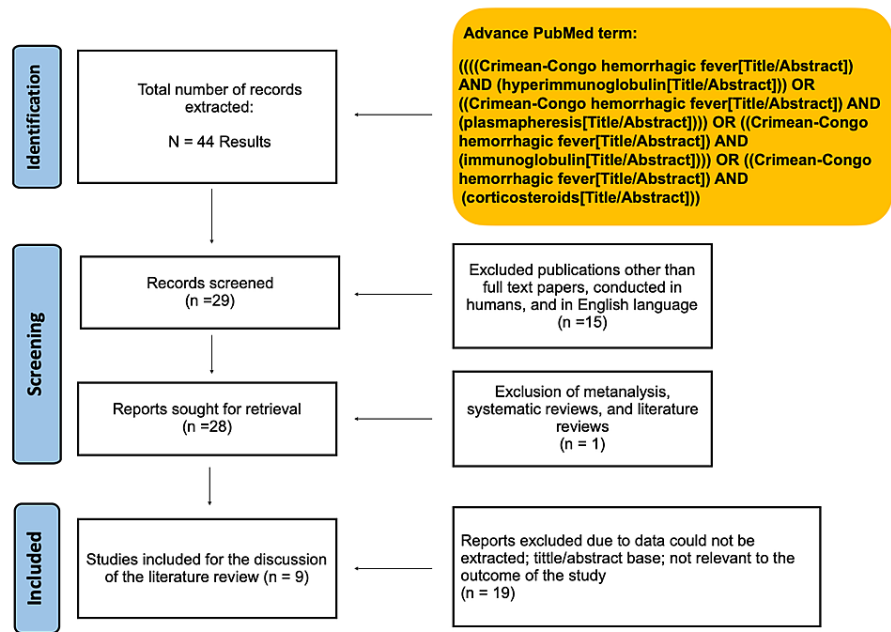 Identification
Total number of records
extracted:
N = 44 Results
Advance PubMed term:
((((Crimean-Congo hemorrhagic fever[Title/Abstract])
AND (hyperimmunoglobulin[Title/Abstract])) OR
((Crimean-Congo hemorrhagic fever[Title/Abstract]) AND
(plasmapheresis[Title/Abstract]))) OR ((Crimean-Congo
hemorrhagic fever[Title/Abstract]) AND
(immunoglobulin[Title/Abstract]))) OR ((Crimean-Congo
hemorrhagic fever[Title/Abstract]) AND
(corticosteroids[Title/Abstract]))
Screening
Records screened
(n =29)
Excluded publications other than
full text papers, conducted in
humans, and in English language
(n =15)
Reports sought for retrieval
(n =28)
Exclusion of metanalysis,
systematic reviews, and literature
reviews
(n = 1)
Included
Studies included for the discussion
of the literature review (n = 9)
Reports excluded due to data could not be
extracted; tittle/abstract base; not relevant to the
outcome of the study
(n = 19)